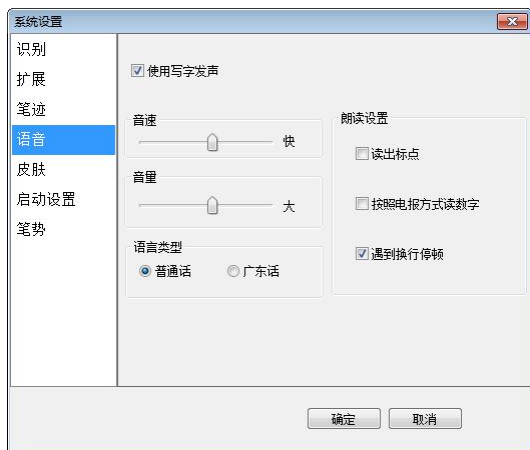 系统设置
识别
扩展
笔迹
语音
皮肤
启动设置
笔势
使用写字发声
音速
快
音量
大
语言类型
普通话 广东话
朗读设置
读出标点
按照电报方式读数字
遇到换行停顿
确定 取消